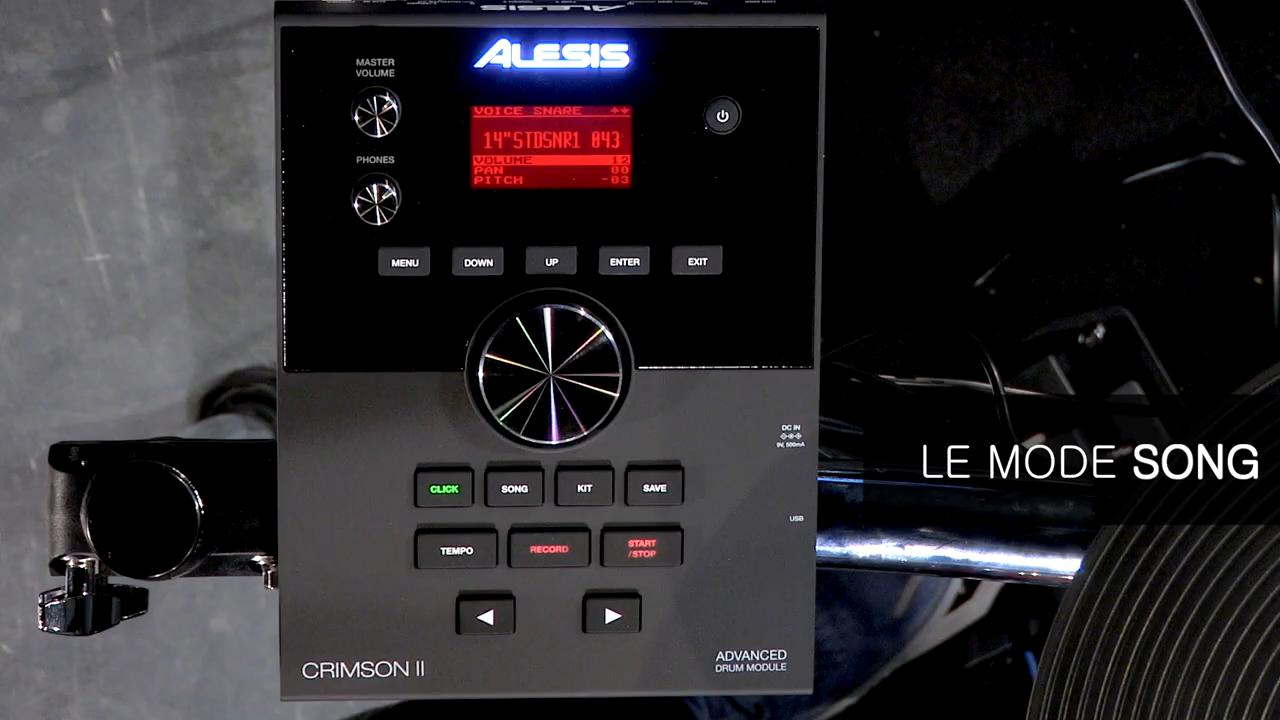 ALESIS
MASTER
VOLUME
PHONES
VOICE SNARE
14"STDSNR1 043
VOLUME 12
PAN 00
PITCH -03
MENU DOWN UP ENTER EXIT
DC IN
9V, 500mA
LE MODE SONG
CLICK SONG KIT SAVE
USB
TEMPO RECORD START
/STOP
CRIMSON II
ADVANCED
DRUM MODULE